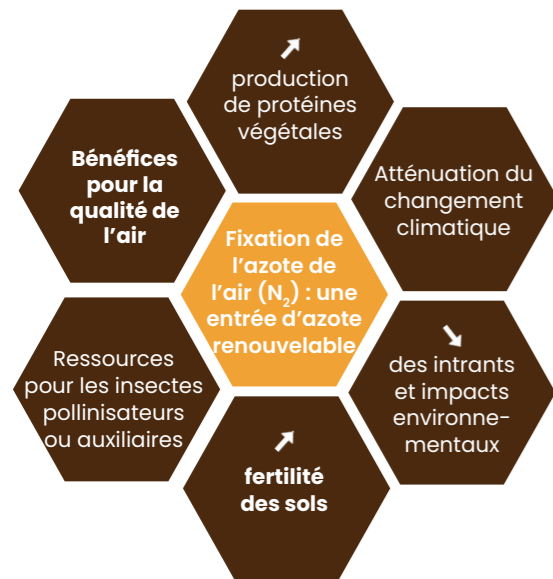 ↗
production
de protéines
végétales
Bénéfices
pour la
qualité de
l'air
Atténuation du
changement
climatique
Fixation de
l'azote de
l'air (N₂) : une
entrée d'azote
renouvelable
Ressources
pour les insectes
pollinisateurs
ou auxiliaires
↘
des intrants
et impacts
environne-
mentaux
↗
fertilité
des sols